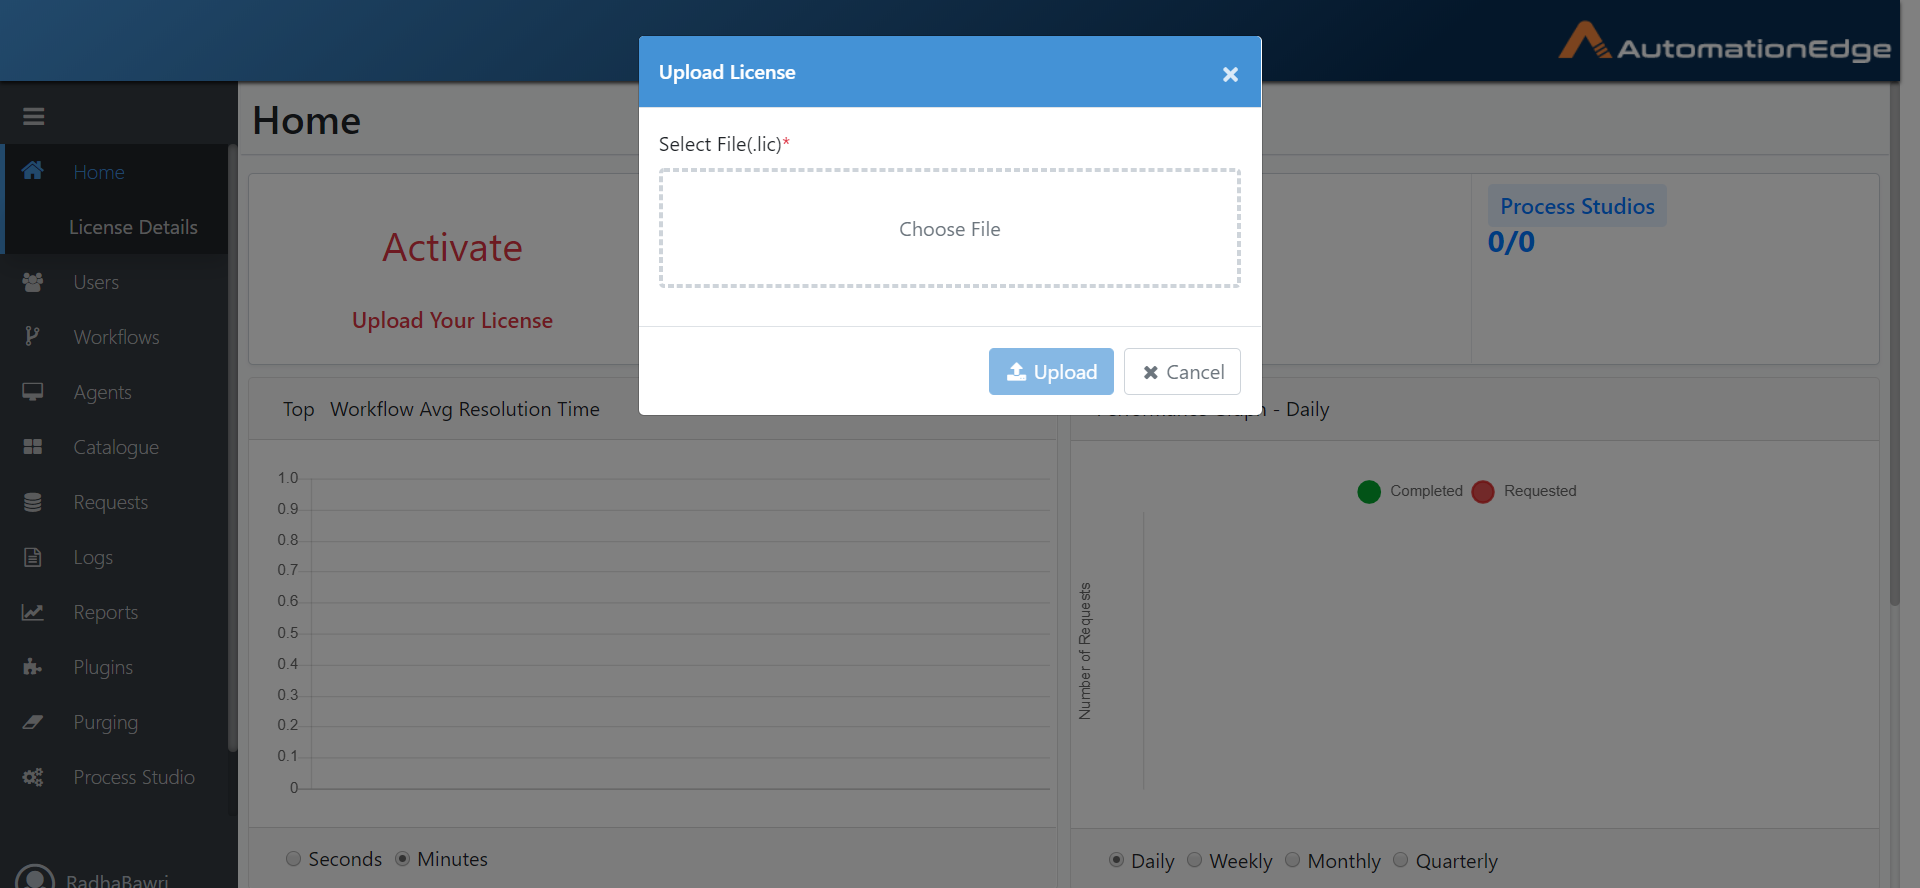 AutomationEdge
Upload License
Home
Select File(.lic)*
Choose File
Upload
Cancel
Home
License Details
Users
Workflows
Agents
Catalogue
Requests
Logs
Reports
Plugins
Purging
Process Studio
RadhaBawri
Activate
Upload Your License
Process Studios
0/0
Top Workflow Avg Resolution Time
1.0
0.9
0.8
0.7
0.6
0.5
0.4
0.3
0.2
0.1
0
Seconds Minutes
Performance Graph - Daily
Completed Requested
Number of Requests
Daily Weekly Monthly Quarterly